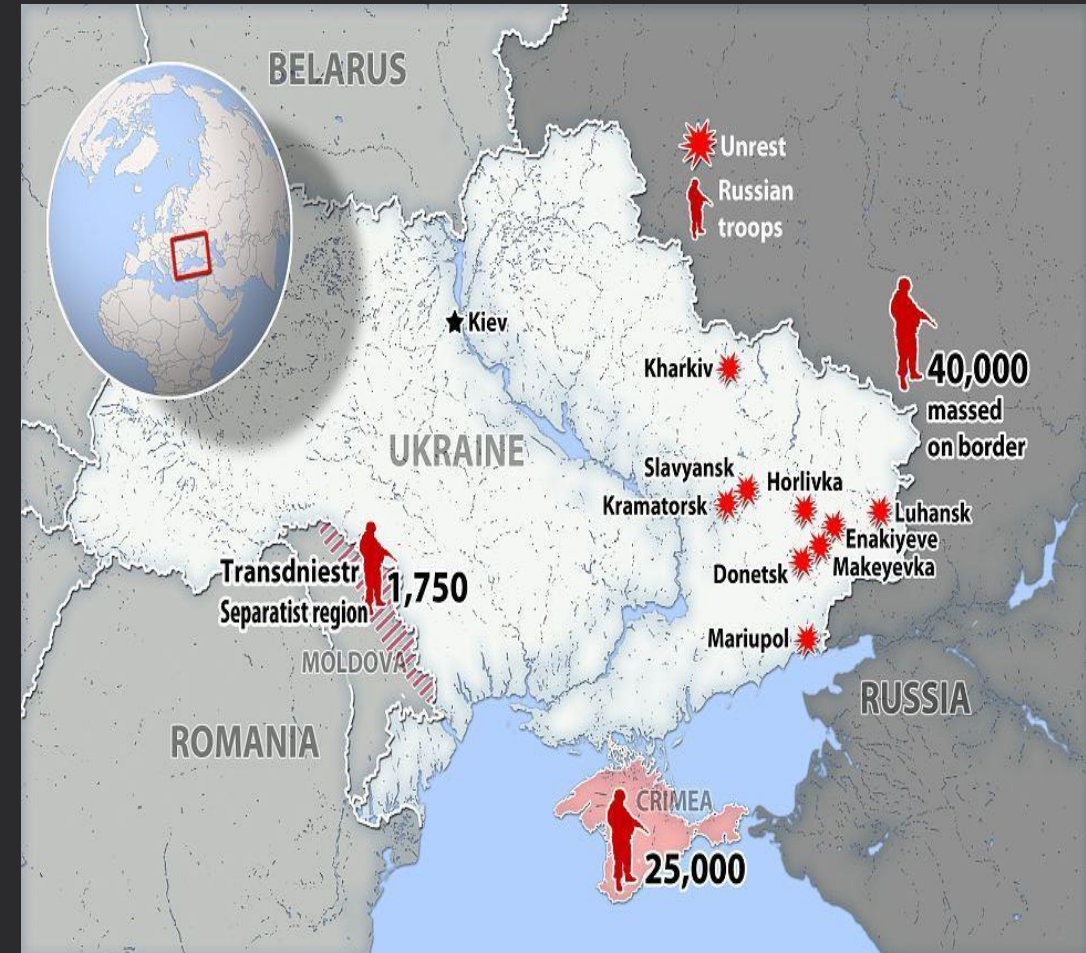 BELARUS
Unrest
Russian
troops
Kiev
Kharkiv
40,000
massed
on border
UKRAINE
Slavyansk
Horlivka
Kramatorsk
Luhansk
Enakiyeve
Makeyevka
Donetsk
Transdniestr
1,750
Separatist region
Mariupol
MOLDOVA
RUSSIA
ROMANIA
CRIMEA
25,000